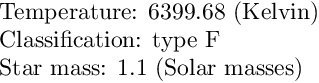 Temperature: 6399.68 (Kelvin)
Classification: type F
Star mass: 1.1 (Solar masses)